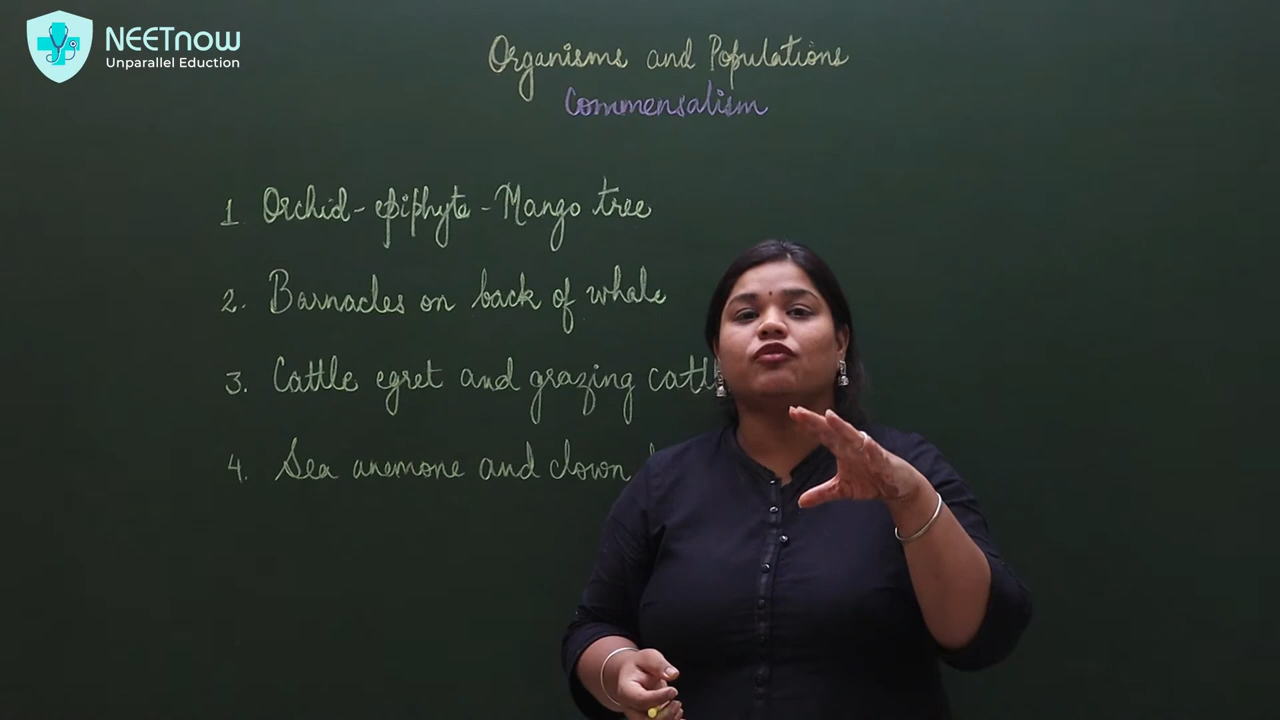 NEETnow
Unparallel Eduction
Organisms and Populations
Commensalism
1. Orchid - epiphyte - Mango tree
2. Barnacles on back of whale
3. Cattle egret and grazing
4. Sea anemone and clown